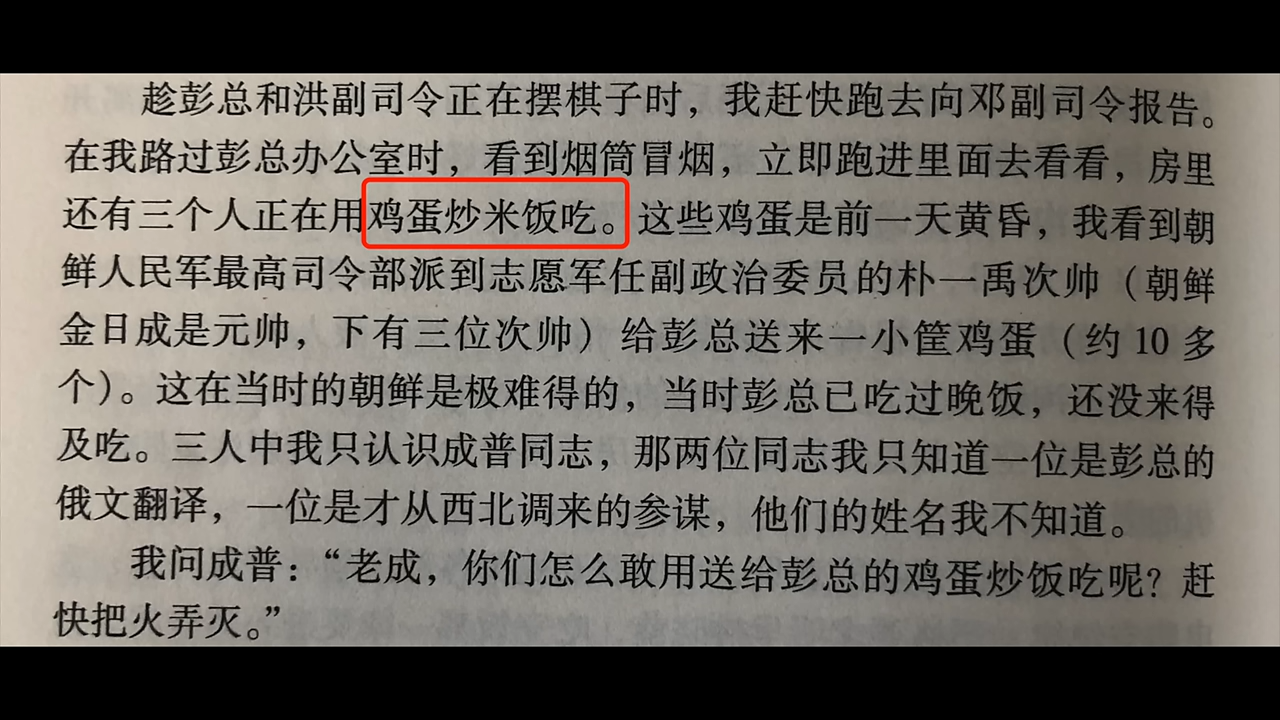 趁彭总和洪副司令正在摆棋子时，我赶快跑去向邓副司令报告。
在我路过彭总办公室时，看到烟筒冒烟，立即跑进里面去看看，房里
还有三个人正在用鸡蛋炒米饭吃。这些鸡蛋是前一天黄昏，我看到朝
鲜人民军最高司令部派到志愿军任副政治委员的朴一禹次帅（朝鲜
金日成是元帅，下有三位次帅）给彭总送来一小筐鸡蛋（约10多
个）。这在当时的朝鲜是极难得的，当时彭总已吃过晚饭，还没来得
及吃。三人中我只认识成普同志，那两位同志我只知道一位是彭总的
俄文翻译，一位是才从西北调来的参谋，他们的姓名我不知道。
我问成普：“老成，你们怎么敢用送给彭总的鸡蛋炒饭吃呢？赶
快把火弄灭。”